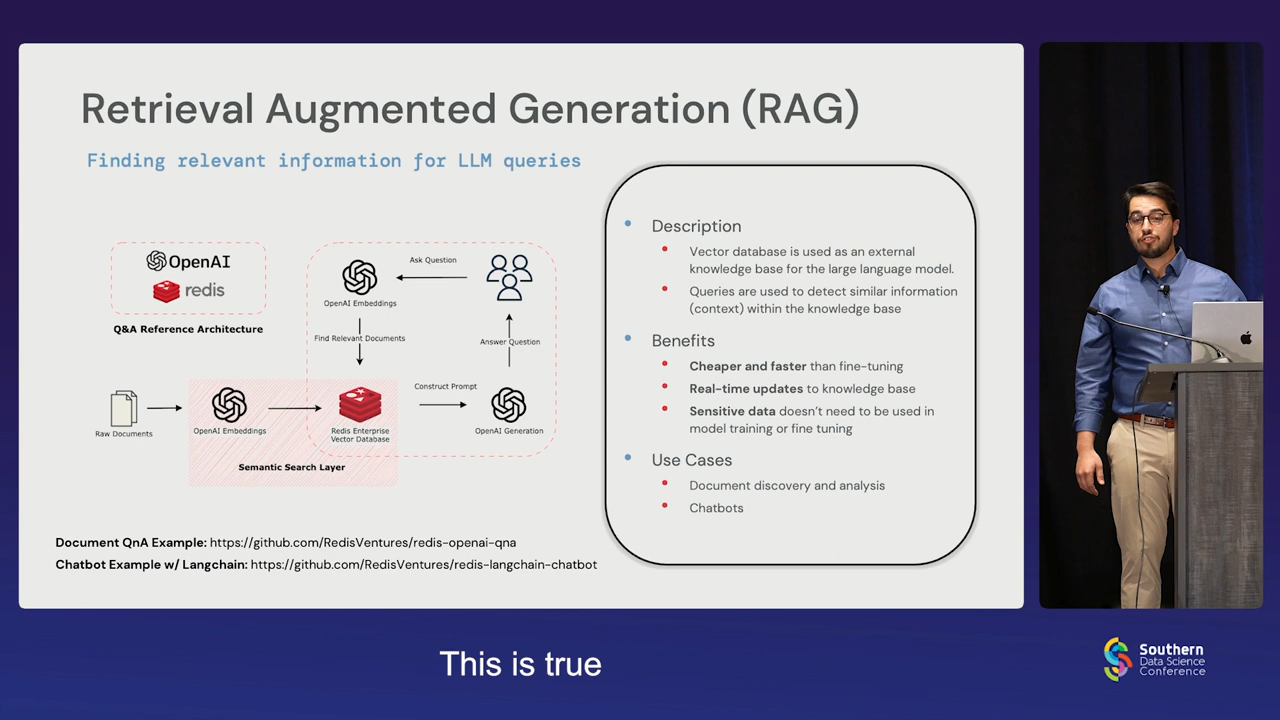 Retrieval Augmented Generation (RAG)
Finding relevant information for LLM queries
OpenAI
redis
Q&A Reference Architecture
Ask Question
OpenAI Embeddings
Find Relevant Documents
Answer Question
Construct Prompt
Raw Documents
OpenAI Embeddings
Redis Enterprise
Vector Database
OpenAI Generation
Semantic Search Layer
Document QnA Example: https://github.com/RedisVentures/redis-openai-qna
Chatbot Example w/ Langchain: https://github.com/RedisVentures/redis-langchain-chatbot
• Description
• Vector database is used as an external
knowledge base for the large language model.
• Queries are used to detect similar information
(context) within the knowledge base
• Benefits
• Cheaper and faster than fine-tuning
• Real-time updates to knowledge base
• Sensitive data doesn't need to be used in
model training or fine tuning
• Use Cases
• Document discovery and analysis
• Chatbots
This is true
Southern
Data Science
Conference